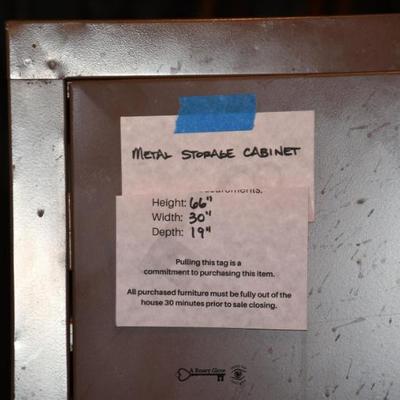 METAL STORAGE CABINET
Height: 66"
Width: 30"
Depth: 19"
Pulling this tag is a
commitment to purchasing this item.
All purchased furniture must be fully out of the
house 30 minutes prior to sale closing.